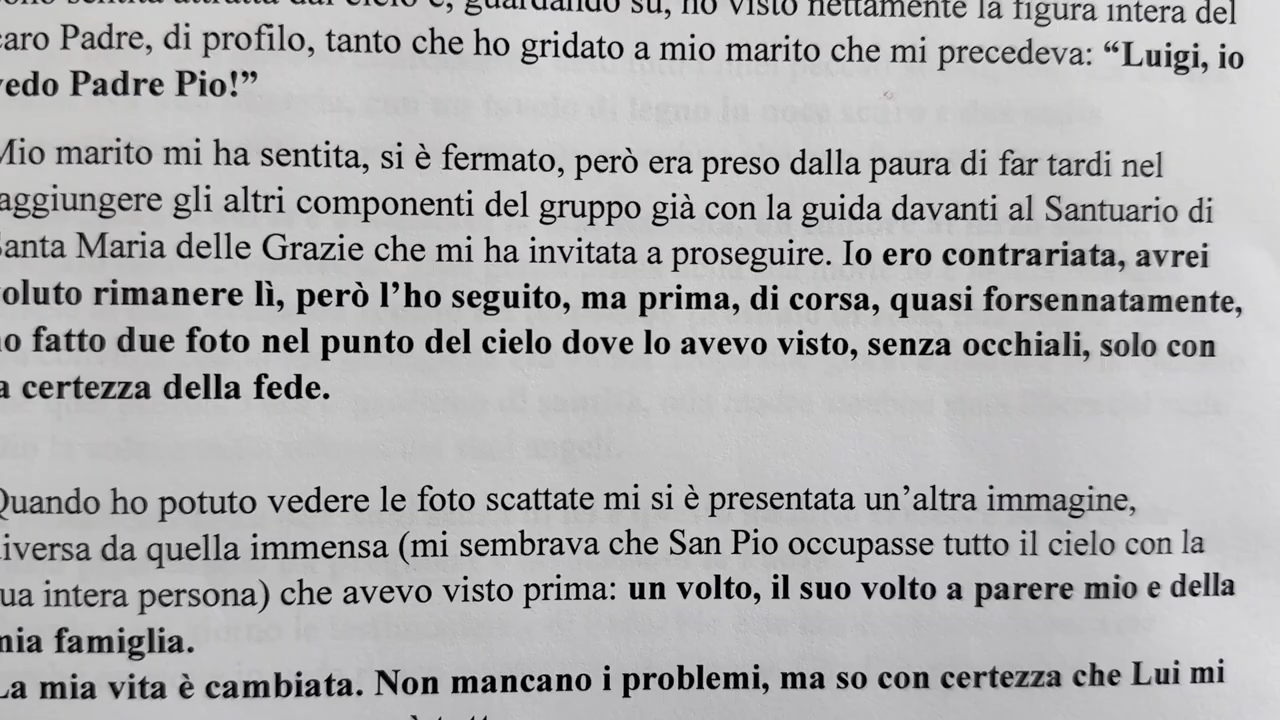 sono sentita attratta dal cielo e, guardando su, ho visto nettamente la figura intera del
caro Padre, di profilo, tanto che ho gridato a mio marito che mi precedeva: “Luigi, io
vedo Padre Pio!”
Mio marito mi ha sentita, si è fermato, però era preso dalla paura di far tardi nel
raggiungere gli altri componenti del gruppo già con la guida davanti al Santuario di
Santa Maria delle Grazie che mi ha invitata a proseguire. Io ero contrariata, avrei
voluto rimanere lì, però l’ho seguito, ma prima, di corsa, quasi forsennatamente,
ho fatto due foto nel punto del cielo dove lo avevo visto, senza occhiali, solo con
la certezza della fede.
Quando ho potuto vedere le foto scattate mi si è presentata un’altra immagine,
diversa da quella immensa (mi sembrava che San Pio occupasse tutto il cielo con la
sua intera persona) che avevo visto prima: un volto, il suo volto a parere mio e della
mia famiglia.
La mia vita è cambiata. Non mancano i problemi, ma so con certezza che Lui mi